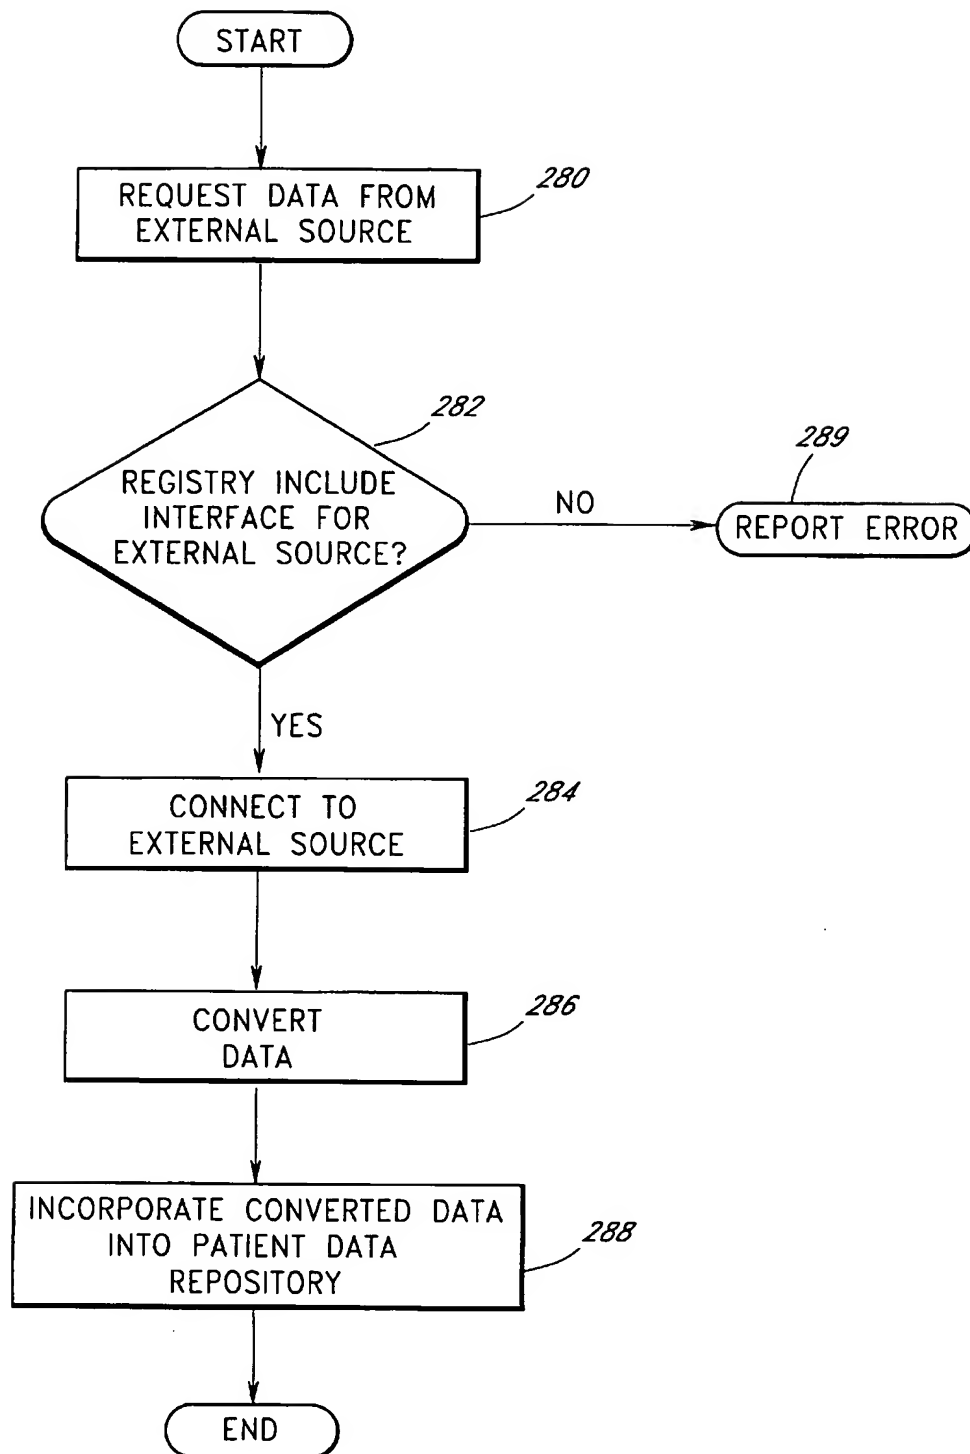 START
REQUEST DATA FROM
EXTERNAL SOURCE
280
282
REGISTRY INCLUDE
INTERFACE FOR
EXTERNAL SOURCE?
NO
289
REPORT ERROR
YES
CONNECT TO
EXTERNAL SOURCE
284
CONVERT
DATA
286
INCORPORATE CONVERTED DATA
INTO PATIENT DATA
REPOSITORY
288
END